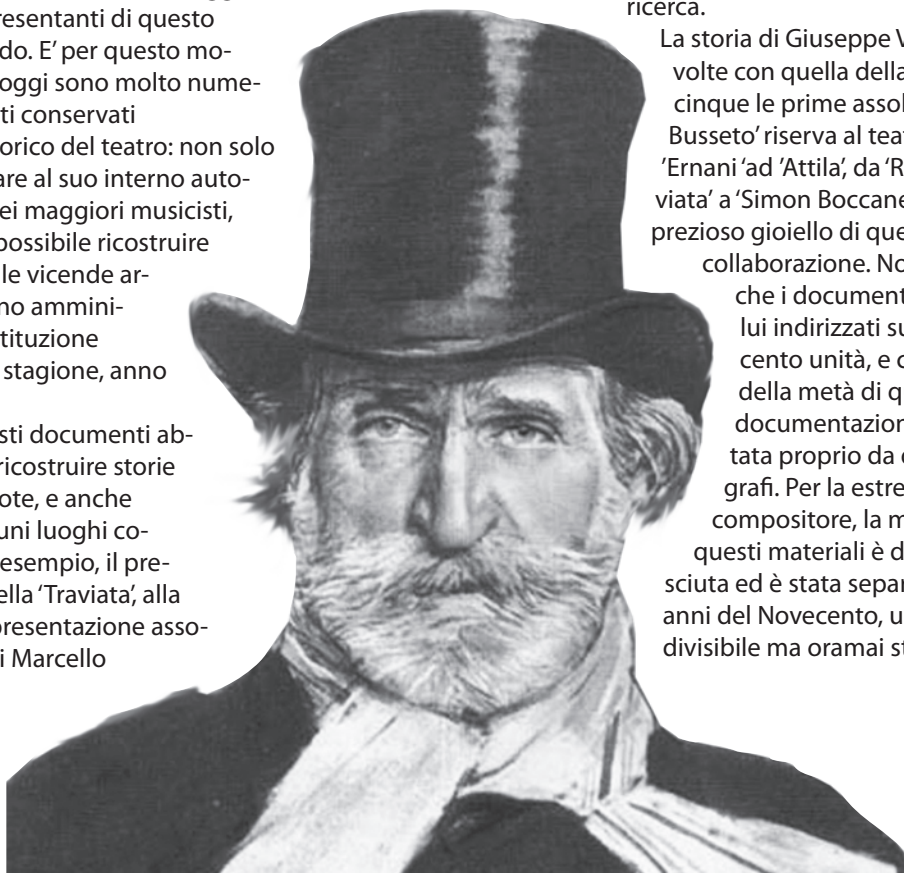 resentanti di questo
do. E' per questo mo-
oggi sono molto nume-
ti conservati
orico del teatro: non solo
are al suo interno auto-
ei maggiori musicisti,
possibile ricostruire
le vicende ar-
no ammini-
tituzione
stagione, anno
sti documenti ab-
ricostruire storie
ote, e anche
uni luoghi co-
esempio, il pre-
ella 'Traviata', alla
presentazione asso-
i Marcello
ricerca.
La storia di Giuseppe V
volte con quella della
cinque le prime assol
Busseto' riserva al teat
'Ernani 'ad 'Attila', da 'R
viata' a 'Simon Boccane
prezioso gioiello di que
collaborazione. No
che i document
lui indirizzati su
cento unità, e c
della metà di q
documentazion
tata proprio da
grafi. Per la estre
compositore, la m
questi materiali è d
sciuta ed è stata separ
anni del Novecento, u
divisibile ma oramai st